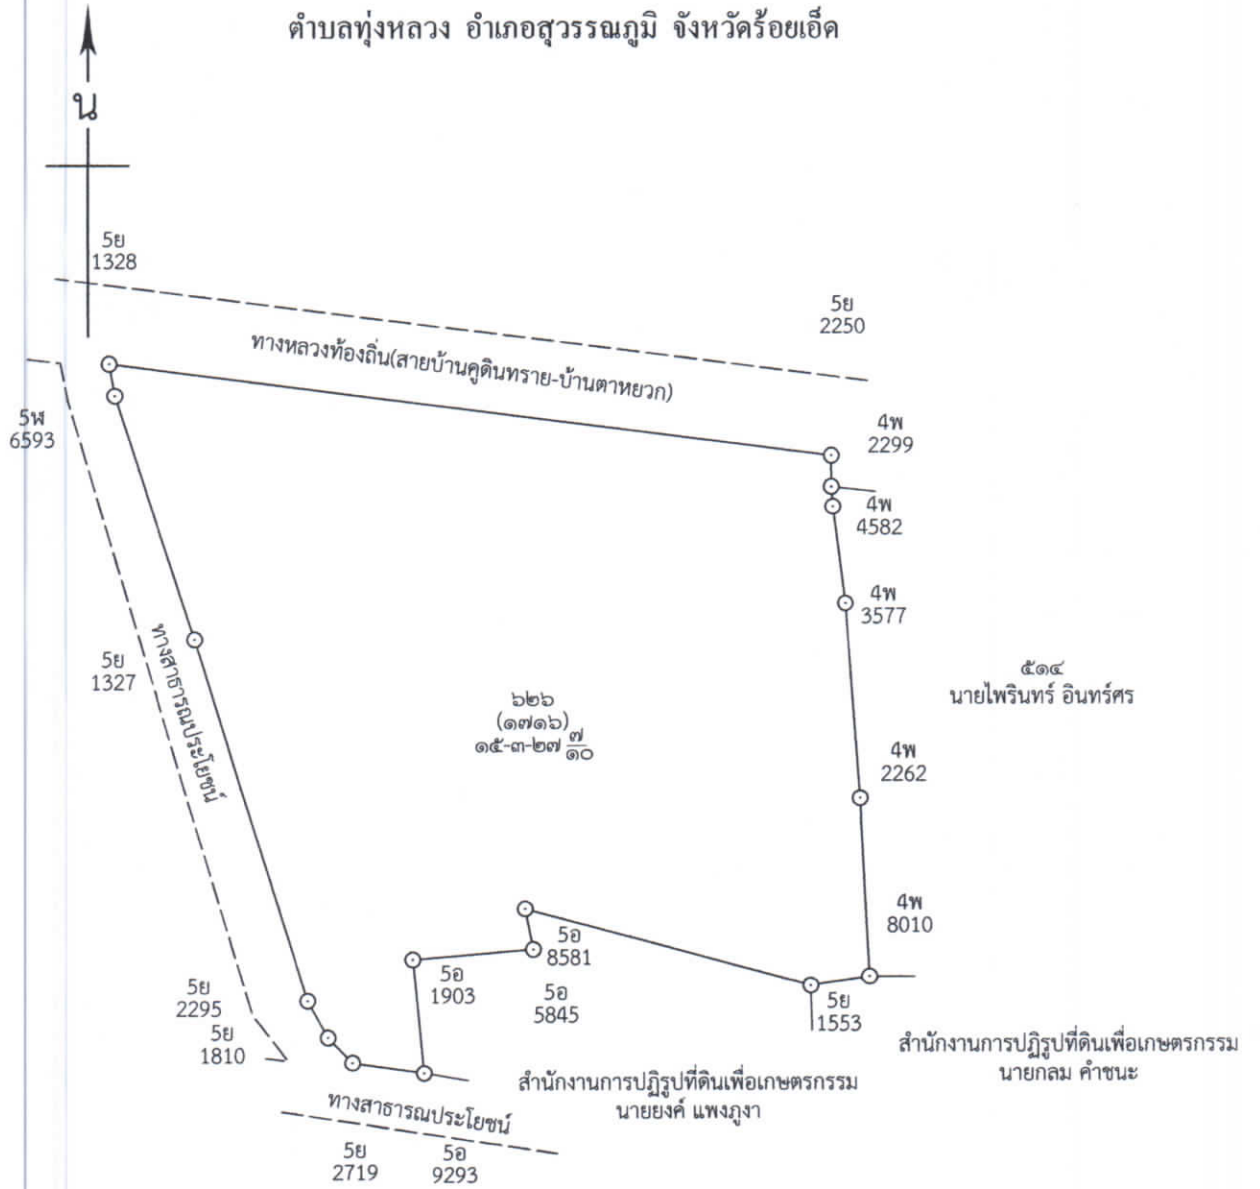 ตำบลทุ่งหลวง อำเภอสุวรรณภูมิ จังหวัดร้อยเอ็ด
น
5ย
1328
5ย
2250
ทางหลวงท้องถิ่น(สายบ้านคูดินทราย-บ้านตาหยวก)
5ฬ
6593
4พ
2299
4พ
4582
4พ
3577
5ย
1327
ทางสาธารณประโยชน์
๖๒๖
(๑๗๑๖)
๑๕-๓-๒๗ ๗/๑๐
๕๑๔
นายไพรินทร์ อินทร์ศร
4พ
2262
4พ
8010
5อ
8581
5อ
1903
5อ
5845
5ย
2295
5ย
1810
5ย
1553
สำนักงานการปฏิรูปที่ดินเพื่อเกษตรกรรม
นายกลม คำชนะ
สำนักงานการปฏิรูปที่ดินเพื่อเกษตรกรรม
นายยงค์ แพงภูงา
ทางสาธารณประโยชน์
5ย
2719
5อ
9293